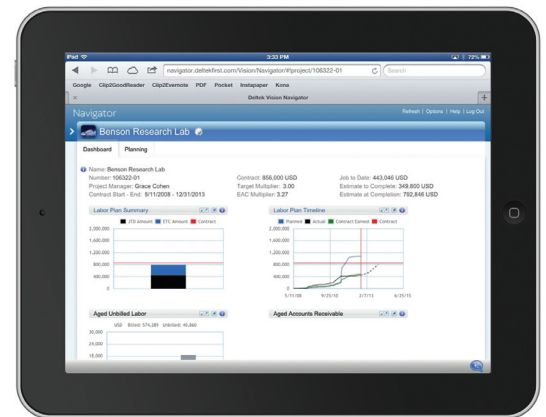 iPad
3:33 PM
72%
navigator.deltekfirst.com/Vision/Navigator/#!project/106322-01
Search
Google Clip2GoodReader Clip2Evernote PDF Pocket Instapaper Kona
Deltek Vision Navigator
Navigator
Refresh | Options | Help | Log Out
Benson Research Lab
Dashboard Planning
Name: Benson Research Lab
Number: 106322-01 Contract: 856,000 USD Job to Date: 443,046 USD
Project Manager: Grace Cohen Target Multiplier: 3.00 Estimate to Complete: 349,800 USD
Contract Start - End: 5/11/2008 - 12/31/2013 EAC Multiplier: 3.27 Estimate at Completion: 792,846 USD
Labor Plan Summary Labor Plan Timeline
JTD Amount ETC Amount Contract Planned Actual Contract Earned Contract
2,000,000 2,000,000
1,600,000 1,600,000
1,200,000 1,200,000
800,000 800,000
400,000 400,000
0 0
5/11/08 9/25/10 2/7/13 6/25/15
Aged Unbilled Labor Aged Accounts Receivable
USD Billed: 574,289 Unbilled: 40,860
30,000
24,000
18,000